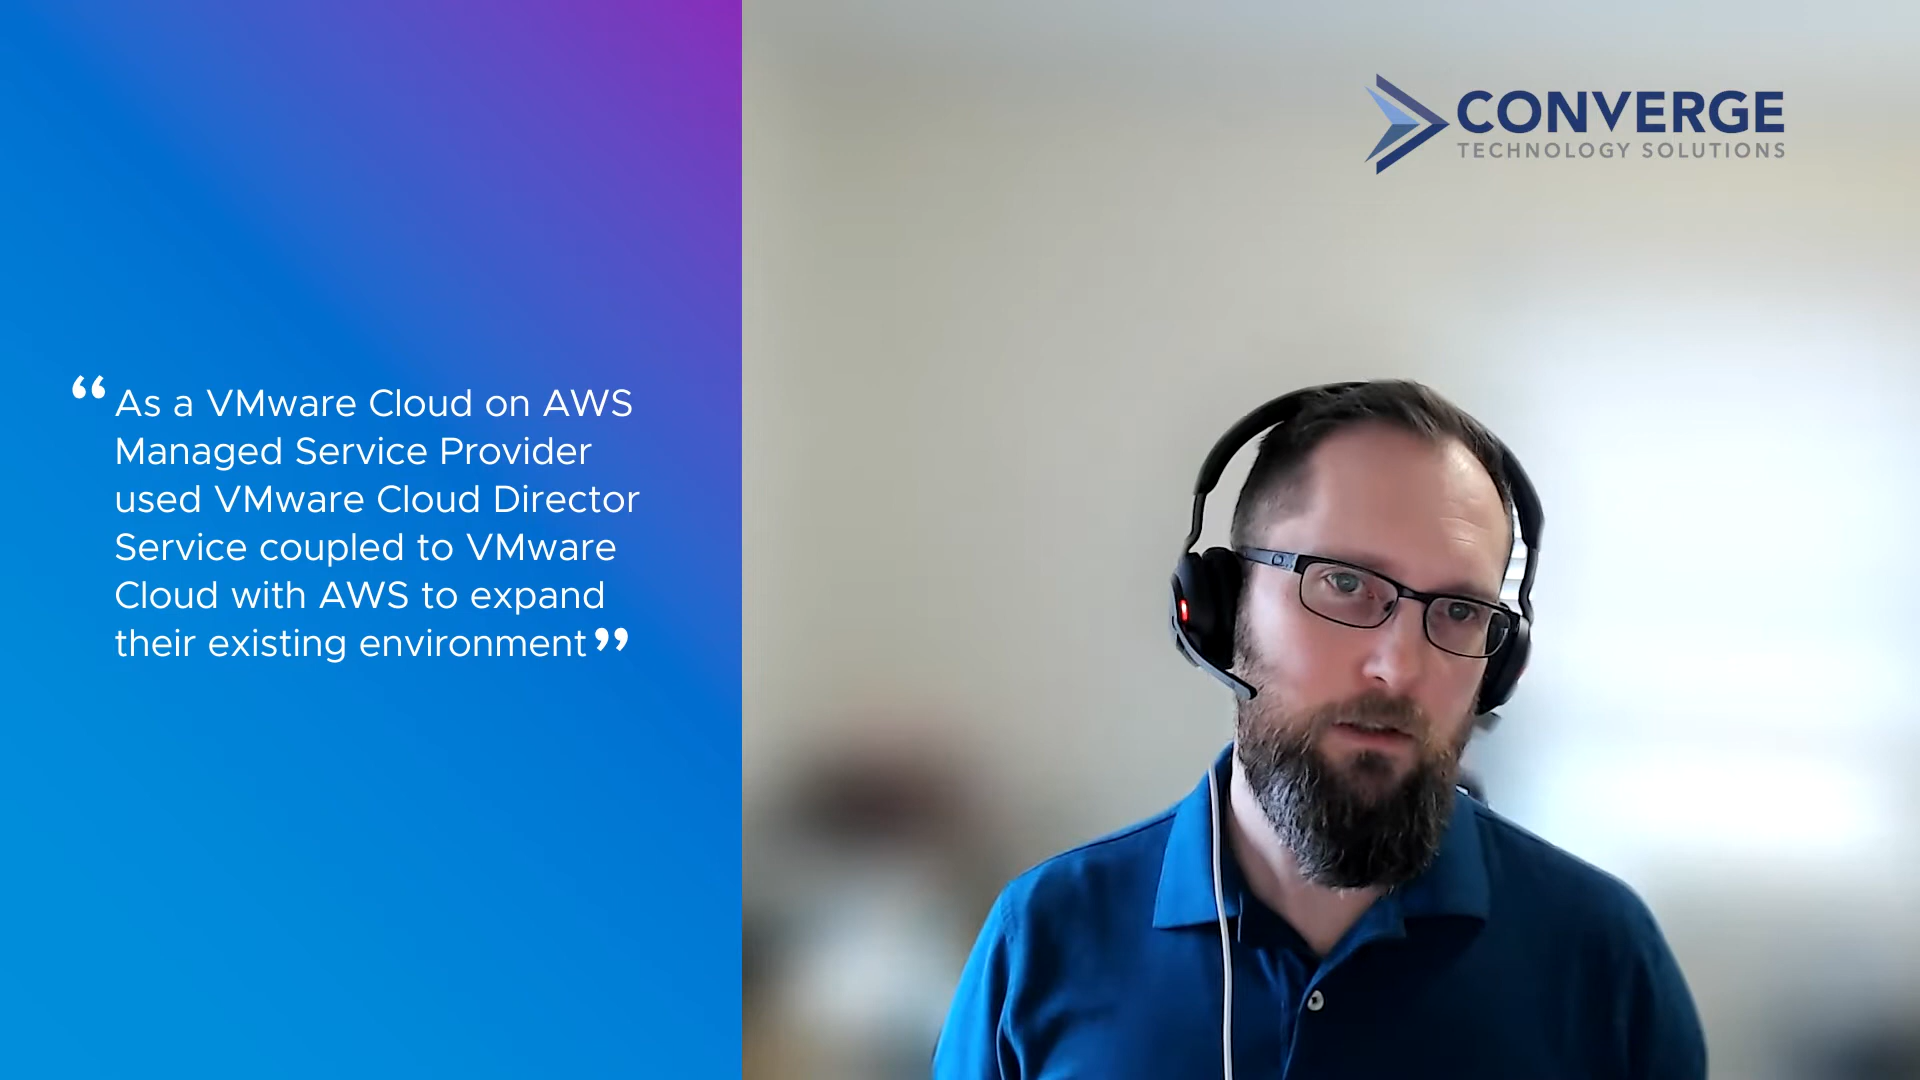 “As a VMware Cloud on AWS
Managed Service Provider
used VMware Cloud Director
Service coupled to VMware
Cloud with AWS to expand
their existing environment”
CONVERGE
TECHNOLOGY SOLUTIONS